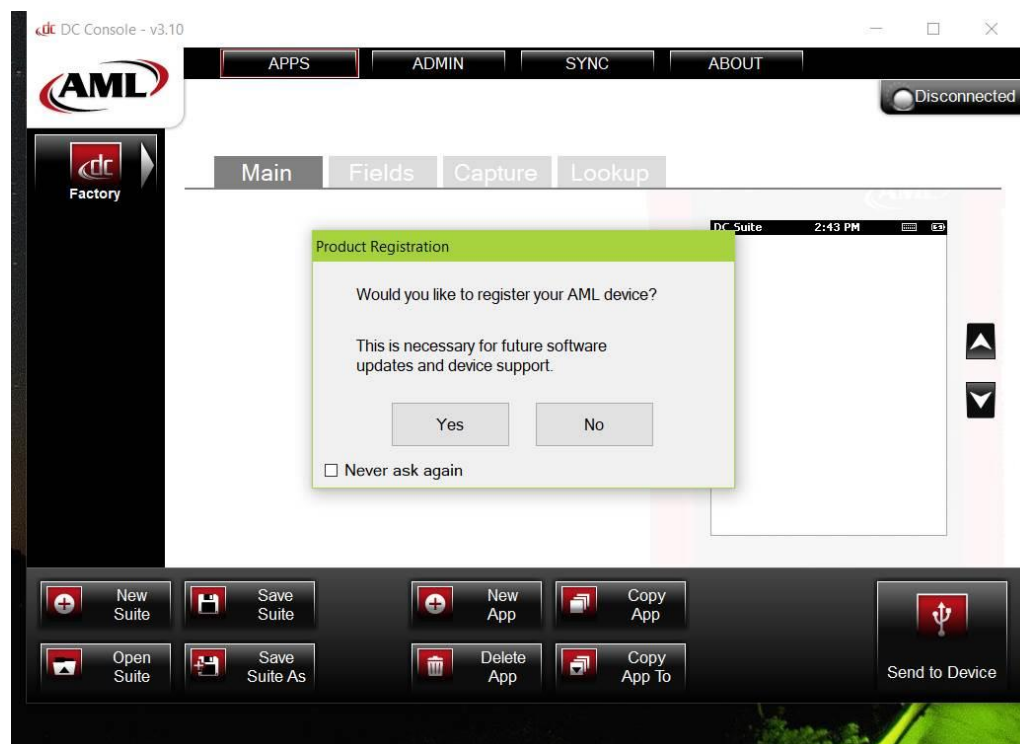 dc DC Console - v3.10
AML
APPS ADMIN SYNC ABOUT
Disconnected
dc
Factory
Main Fields Capture Lookup
DC Suite 2:43 PM
Product Registration
Would you like to register your AML device?
This is necessary for future software
updates and device support.
Yes No
Never ask again
New
Suite
Save
Suite
New
App
Copy
App
Open
Suite
Save
Suite As
Delete
App
Copy
App To
Send to Device